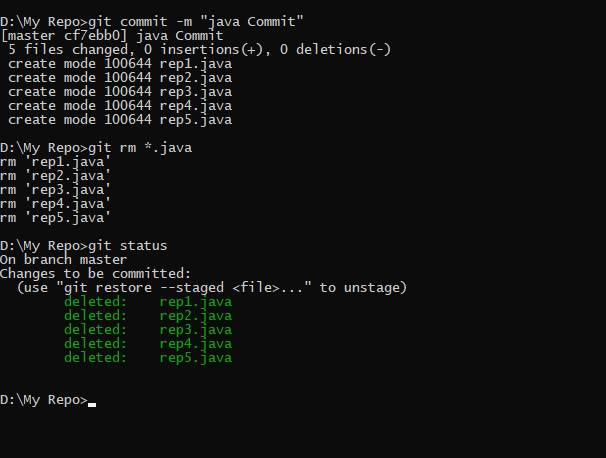 D:\My Repo>git commit -m "java Commit"
[master cf7ebb0] java Commit
 5 files changed, 0 insertions(+), 0 deletions(-)
 create mode 100644 rep1.java
 create mode 100644 rep2.java
 create mode 100644 rep3.java
 create mode 100644 rep4.java
 create mode 100644 rep5.java

D:\My Repo>git rm *.java
rm 'rep1.java'
rm 'rep2.java'
rm 'rep3.java'
rm 'rep4.java'
rm 'rep5.java'

D:\My Repo>git status
On branch master
Changes to be committed:
  (use "git restore --staged <file>..." to unstage)
        deleted:    rep1.java
        deleted:    rep2.java
        deleted:    rep3.java
        deleted:    rep4.java
        deleted:    rep5.java

D:\My Repo>